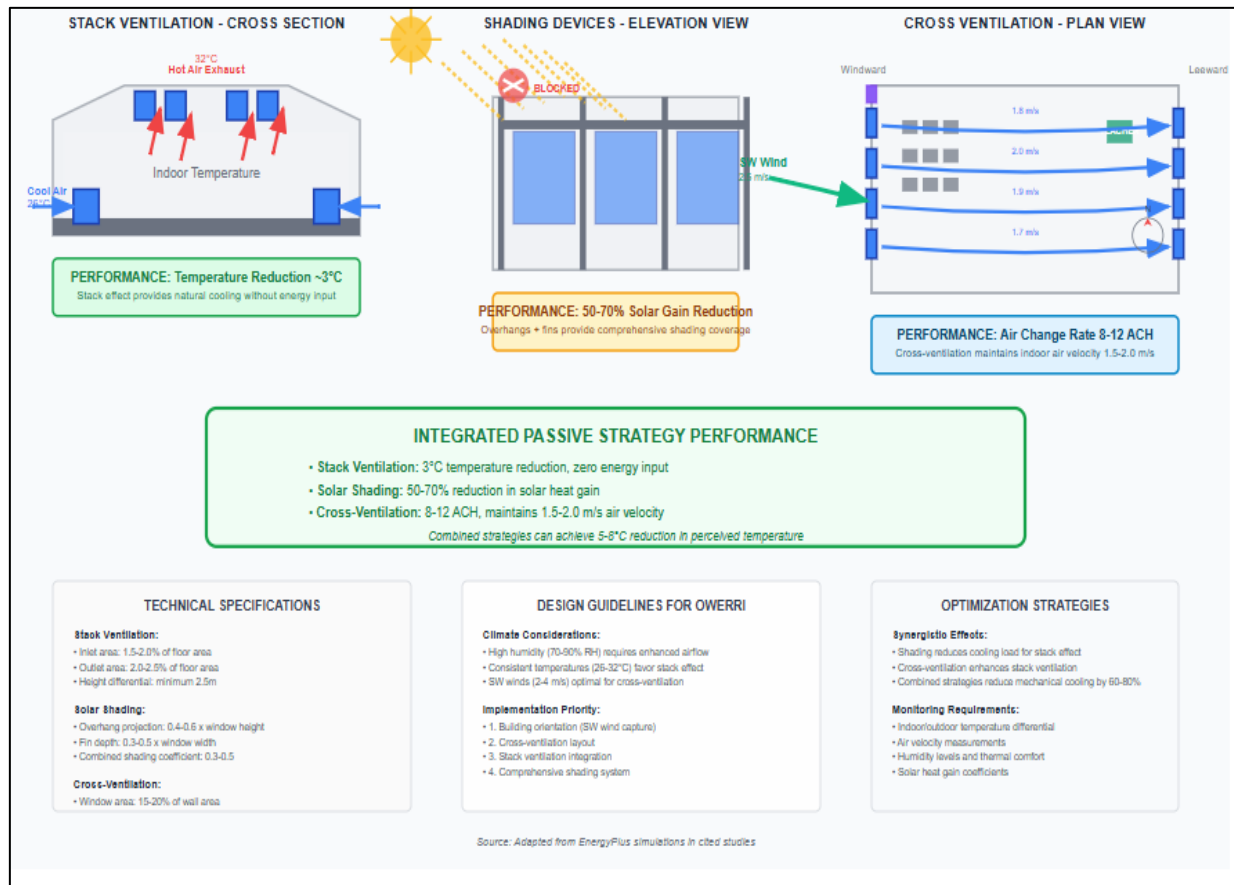 STACK VENTILATION - CROSS SECTION
32°C
Hot Air Exhaust
Indoor Temperature
Cool Air
26°C
PERFORMANCE: Temperature Reduction ~3°C
Stack effect provides natural cooling without energy input
SHADING DEVICES - ELEVATION VIEW
BLOCKED
PERFORMANCE: 50-70% Solar Gain Reduction
Overhangs + fins provide comprehensive shading coverage
CROSS VENTILATION - PLAN VIEW
Windward
Leeward
1.8 m/s
2.0 m/s
SW Wind
m/s
1.9 m/s
1.7 m/s
PERFORMANCE: Air Change Rate 8-12 ACH
Cross-ventilation maintains indoor air velocity 1.5-2.0 m/s
INTEGRATED PASSIVE STRATEGY PERFORMANCE
• Stack Ventilation: 3°C temperature reduction, zero energy input
• Solar Shading: 50-70% reduction in solar heat gain
• Cross-Ventilation: 8-12 ACH, maintains 1.5-2.0 m/s air velocity
Combined strategies can achieve 5-8°C reduction in perceived temperature
TECHNICAL SPECIFICATIONS
Stack Ventilation:
• Inlet area: 1.5-2.0% of floor area
• Outlet area: 2.0-2.5% of floor area
• Height differential: minimum 2.5m
Solar Shading:
• Overhang projection: 0.4-0.6 x window height
• Fin depth: 0.3-0.5 x window width
• Combined shading coefficient: 0.3-0.5
Cross-Ventilation:
• Window area: 15-20% of wall area
DESIGN GUIDELINES FOR OWERRI
Climate Considerations:
• High humidity (70-90% RH) requires enhanced airflow
• Consistent temperatures (26-32°C) favor stack effect
• SW winds (2-4 m/s) optimal for cross-ventilation
Implementation Priority:
• 1. Building orientation (SW wind capture)
• 2. Cross-ventilation layout
• 3. Stack ventilation integration
• 4. Comprehensive shading system
OPTIMIZATION STRATEGIES
Synergistic Effects:
• Shading reduces cooling load for stack effect
• Cross-ventilation enhances stack ventilation
• Combined strategies reduce mechanical cooling by 60-80%
Monitoring Requirements:
• Indoor/outdoor temperature differential
• Air velocity measurements
• Humidity levels and thermal comfort
• Solar heat gain coefficients
Source: Adapted from EnergyPlus simulations in cited studies